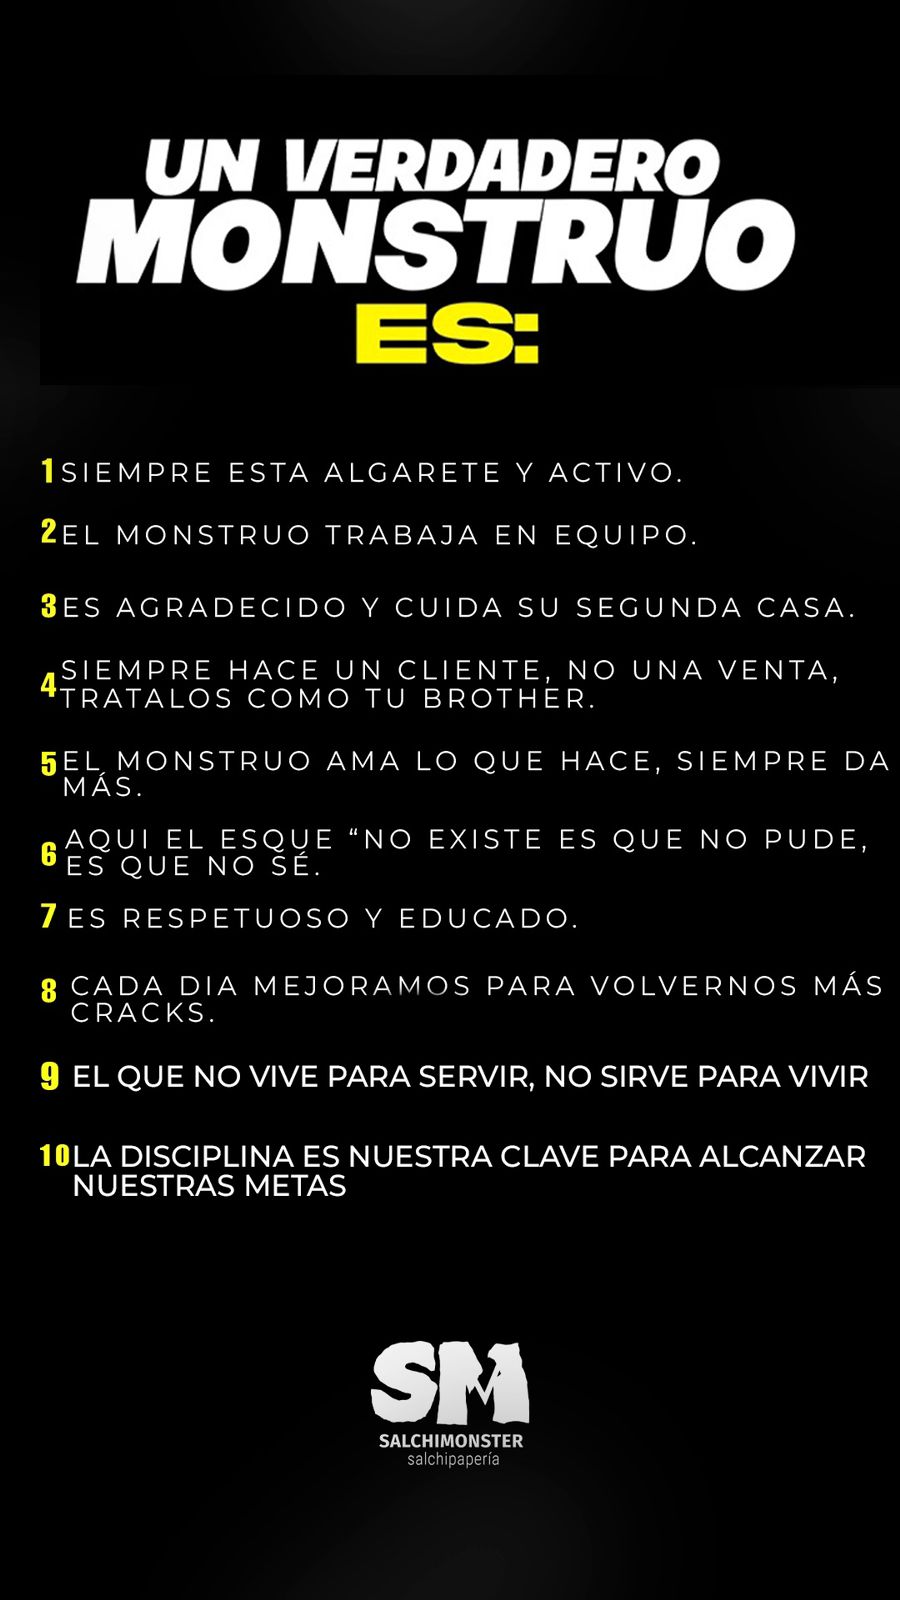 UN VERDADERO
MONSTRUO
ES:
1 SIEMPRE ESTA ALGARETE Y ACTIVO.
2 EL MONSTRUO TRABAJA EN EQUIPO.
3 ES AGRADECIDO Y CUIDA SU SEGUNDA CASA.
4 SIEMPRE HACE UN CLIENTE, NO UNA VENTA,
TRATALOS COMO TU BROTHER.
5 EL MONSTRUO AMA LO QUE HACE, SIEMPRE DA
MÁS.
6 AQUI EL ESQUE “NO EXISTE ES QUE NO PUDE,
ES QUE NO SÉ.
7 ES RESPETUOSO Y EDUCADO.
8 CADA DIA MEJORAMOS PARA VOLVERNOS MÁS
CRACKS.
9 EL QUE NO VIVE PARA SERVIR, NO SIRVE PARA VIVIR
10 LA DISCIPLINA ES NUESTRA CLAVE PARA ALCANZAR
NUESTRAS METAS
SM
SALCHIMONSTER
salchipapería